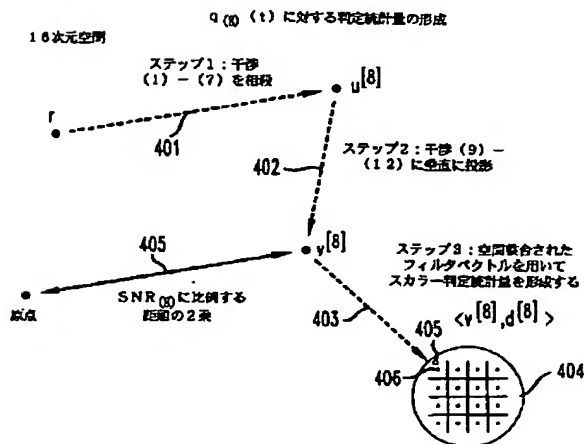 q(8) (t) に対する判定統計量の形成
16次元空間
ステップ1：干渉
(1) − (7) を相殺
u[8]
r
401
402
ステップ2：干渉 (9) −
(12) に垂直に投影
405
v[8]
原点
SNR(8) に比例する
距離の2乗
403
ステップ3：空間整合された
フィルタベクトルを用いて
スカラー判定統計量を形成する
<v[8],d[8]>
405
406
404